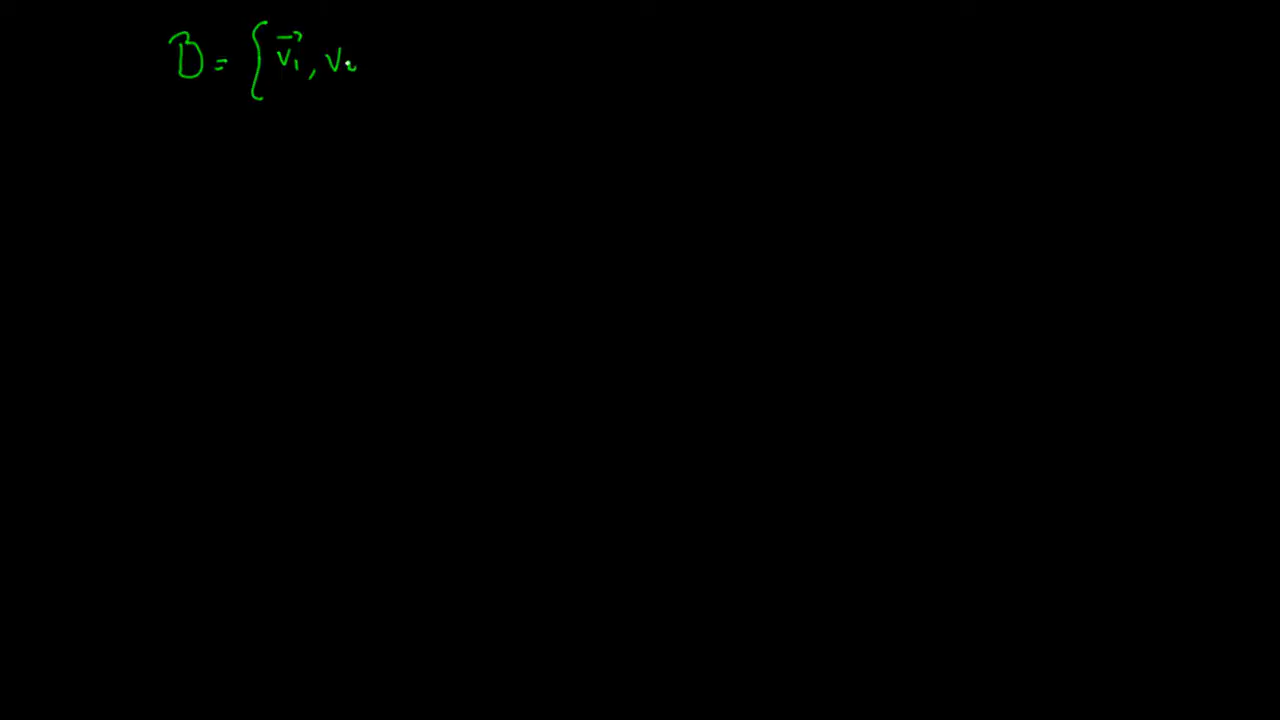 B = { v⃗₁, v₂